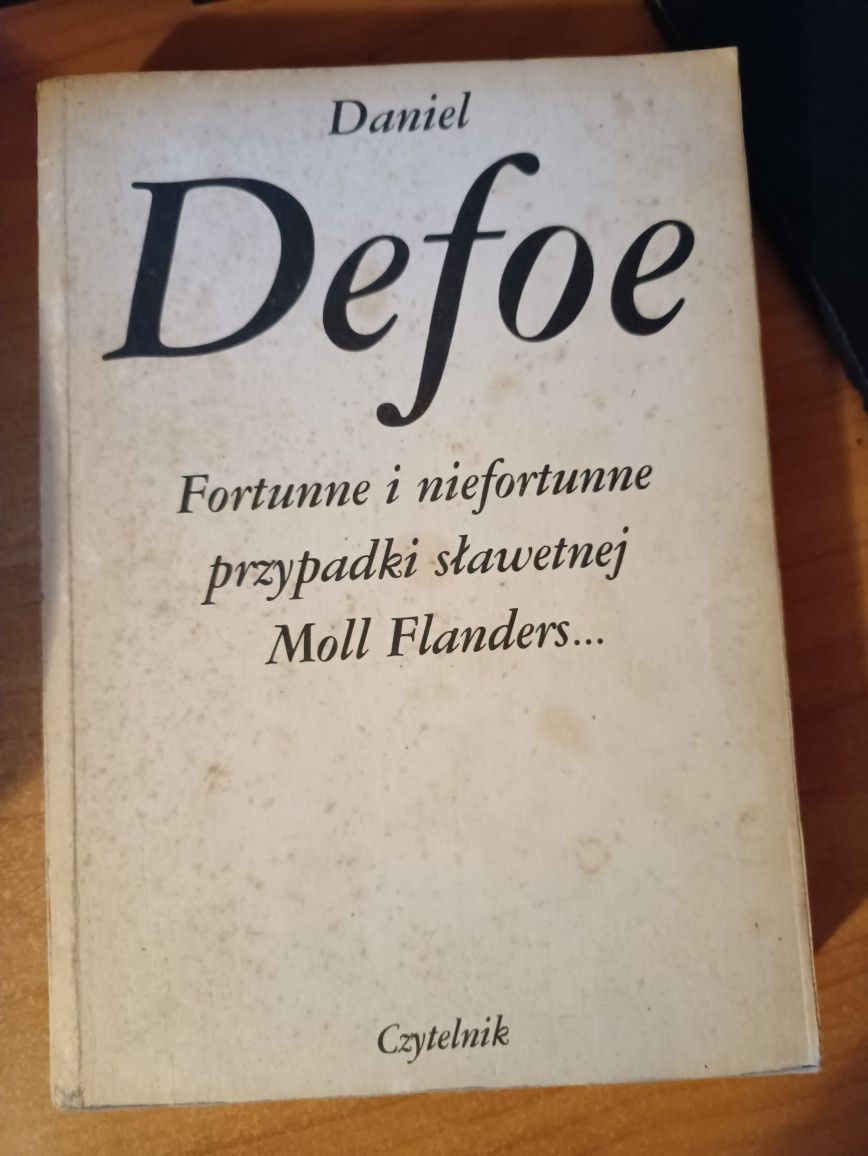 Daniel
Defoe
Fortunne i niefortunne
przypadki sławetnej
Moll Flanders...
Czytelnik